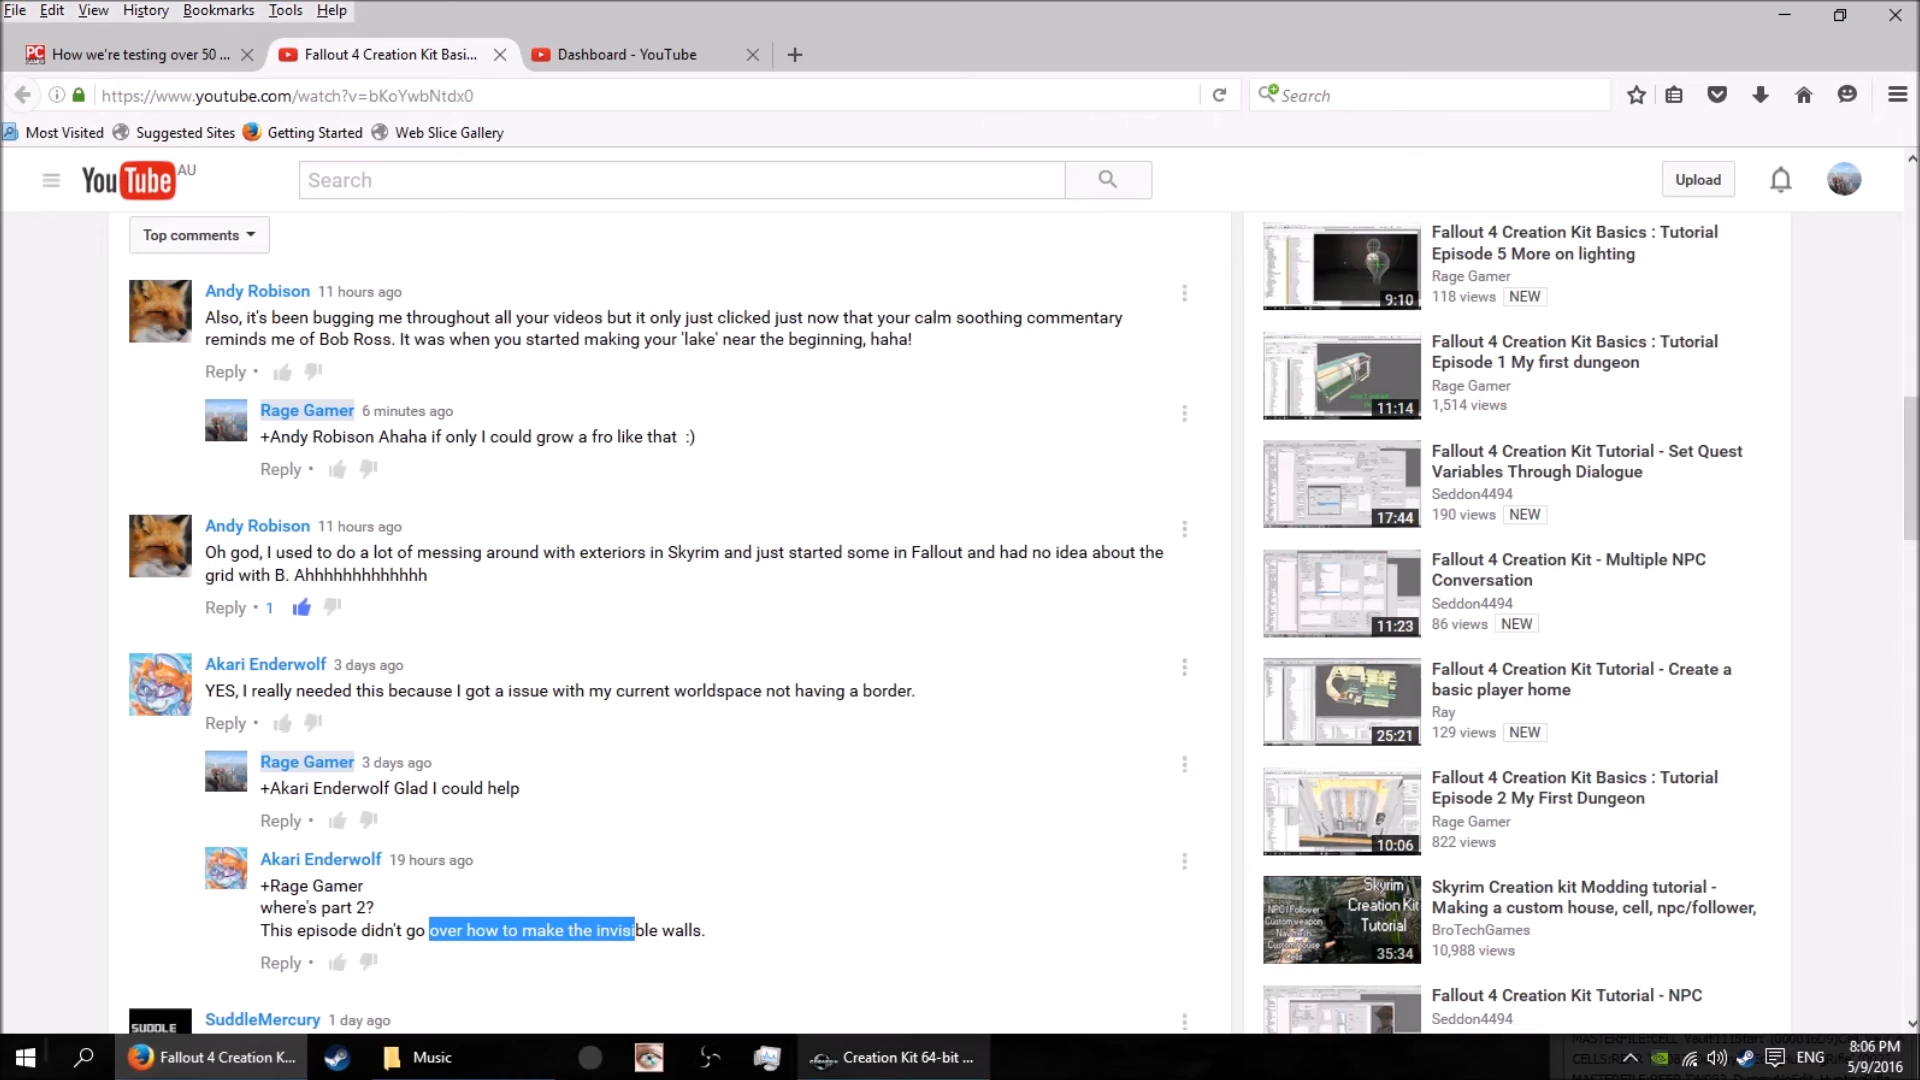 File Edit View History Bookmarks Tools Help
How we're testing over 50 ...
Fallout 4 Creation Kit Basi...
Dashboard - YouTube
https://www.youtube.com/watch?v=bKoYwbNtdx0
Search
Most Visited Suggested Sites Getting Started Web Slice Gallery
YouTube AU
Search
Upload
Top comments
Andy Robison 11 hours ago
Also, it's been bugging me throughout all your videos but it only just clicked just now that your calm soothing commentary
reminds me of Bob Ross. It was when you started making your 'lake' near the beginning, haha!
Reply •
Rage Gamer 6 minutes ago
+Andy Robison Ahaha if only I could grow a fro like that :)
Reply •
Andy Robison 11 hours ago
Oh god, I used to do a lot of messing around with exteriors in Skyrim and just started some in Fallout and had no idea about the
grid with B. Ahhhhhhhhhhhhh
Reply • 1
Akari Enderwolf 3 days ago
YES, I really needed this because I got a issue with my current worldspace not having a border.
Reply •
Rage Gamer 3 days ago
+Akari Enderwolf Glad I could help
Reply •
Akari Enderwolf 19 hours ago
+Rage Gamer
where's part 2?
This episode didn't go over how to make the invisible walls.
Reply •
SUDDLE
SuddleMercury 1 day ago
Fallout 4 Creation Kit Basics : Tutorial
Episode 5 More on lighting
Rage Gamer
118 views NEW
9:10
Fallout 4 Creation Kit Basics : Tutorial
Episode 1 My first dungeon
Rage Gamer
1,514 views
11:14
Fallout 4 Creation Kit Tutorial - Set Quest
Variables Through Dialogue
Seddon4494
190 views NEW
17:44
Fallout 4 Creation Kit - Multiple NPC
Conversation
Seddon4494
86 views NEW
11:23
Fallout 4 Creation Kit Tutorial - Create a
basic player home
Ray
129 views NEW
25:21
Fallout 4 Creation Kit Basics : Tutorial
Episode 2 My First Dungeon
Rage Gamer
822 views
10:06
Skyrim
Creation Kit
Tutorial
35:34
Skyrim Creation kit Modding tutorial -
Making a custom house, cell, npc/follower,
BroTechGames
10,988 views
Fallout 4 Creation Kit Tutorial - NPC
Seddon4494
Fallout 4 Creation K...
Music
Creation Kit 64-bit ...
ENG
8:06 PM
5/9/2016